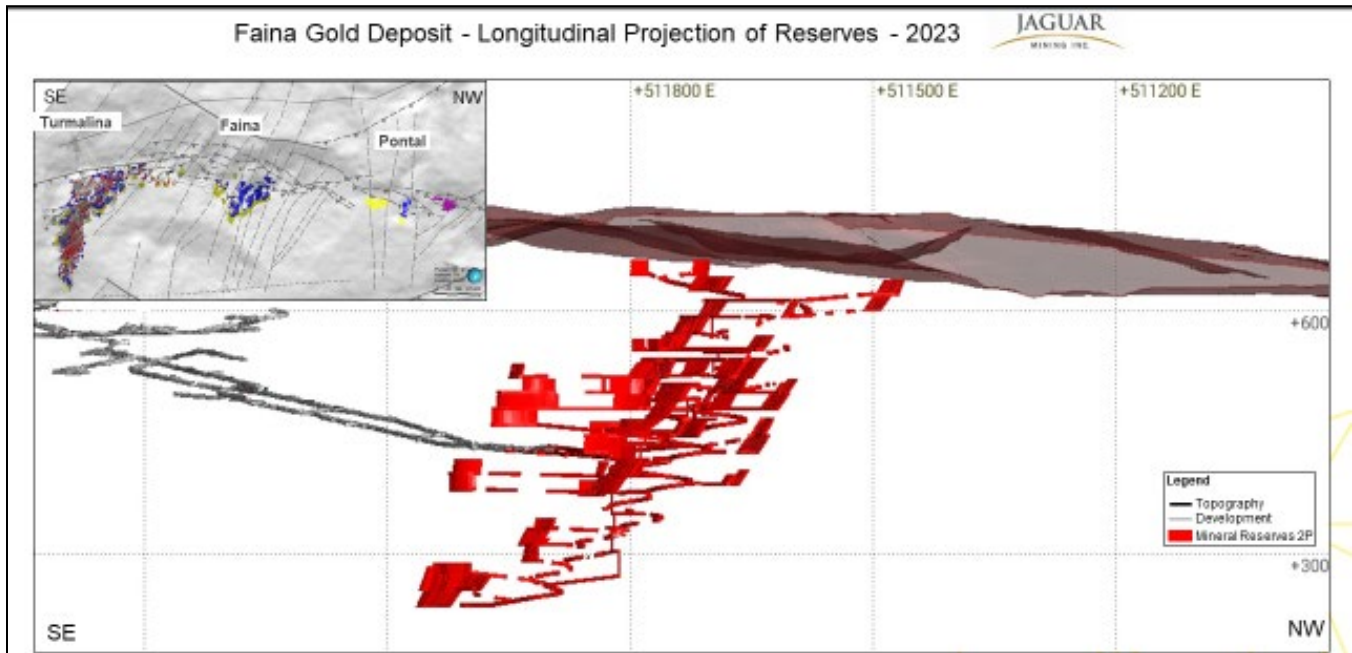 Faina Gold Deposit - Longitudinal Projection of Reserves - 2023
JAGUAR
MINING INC.
SE
NW
Turmalina
Faina
Pontal
+511800 E
+511500 E
+511200 E
+600
Legend
Topography
Development
Mineral Reserves 2P
+300
SE
NW